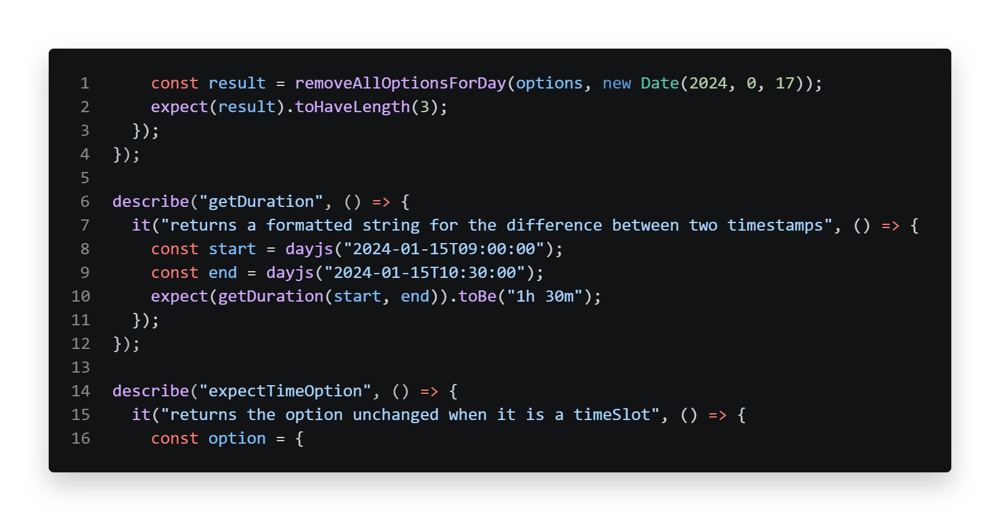 1     const result = removeAllOptionsForDay(options, new Date(2024, 0, 17));
2     expect(result).toHaveLength(3);
3   });
4 });
5
6 describe("getDuration", () => {
7   it("returns a formatted string for the difference between two timestamps", () => {
8     const start = dayjs("2024-01-15T09:00:00");
9     const end = dayjs("2024-01-15T10:30:00");
10     expect(getDuration(start, end)).toBe("1h 30m");
11   });
12 });
13
14 describe("expectTimeOption", () => {
15   it("returns the option unchanged when it is a timeSlot", () => {
16     const option = {